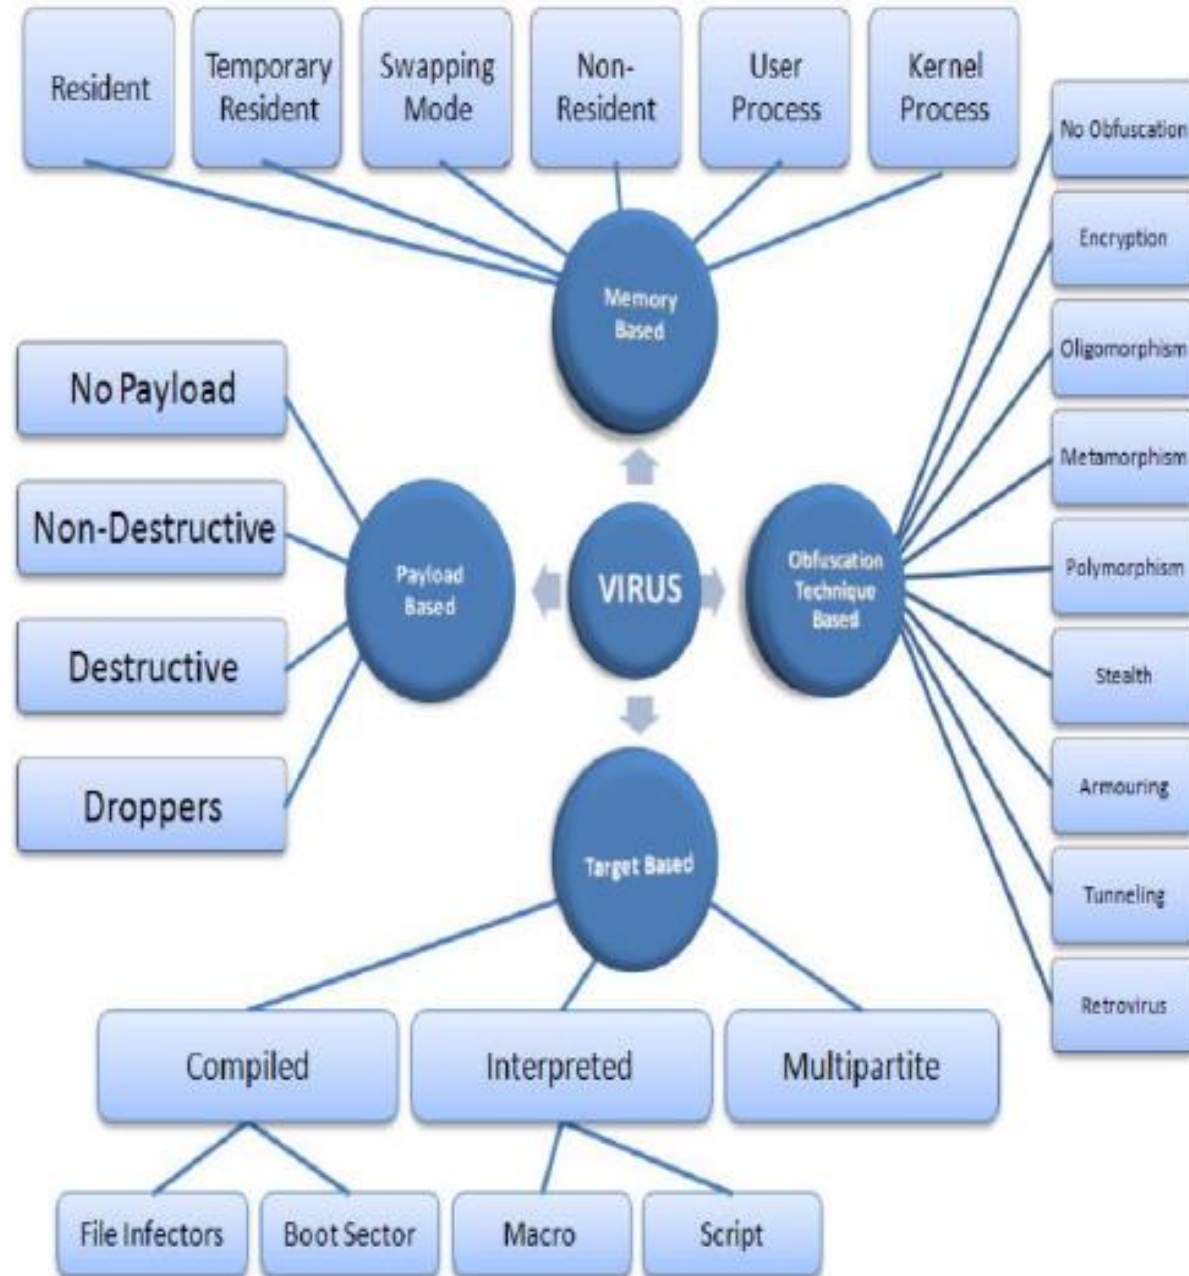 Resident
Temporary
Resident
Swapping
Mode
Non-
Resident
User
Process
Kernel
Process
No Obfuscation
Encryption
Oligomorphism
Metamorphism
Polymorphism
Stealth
Armouring
Tunneling
Retrovirus
Memory
Based
No Payload
Non-Destructive
Destructive
Droppers
Payload
Based
VIRUS
Obfuscation
Technique
Based
Target Based
Compiled
Interpreted
Multipartite
File Infectors
Boot Sector
Macro
Script